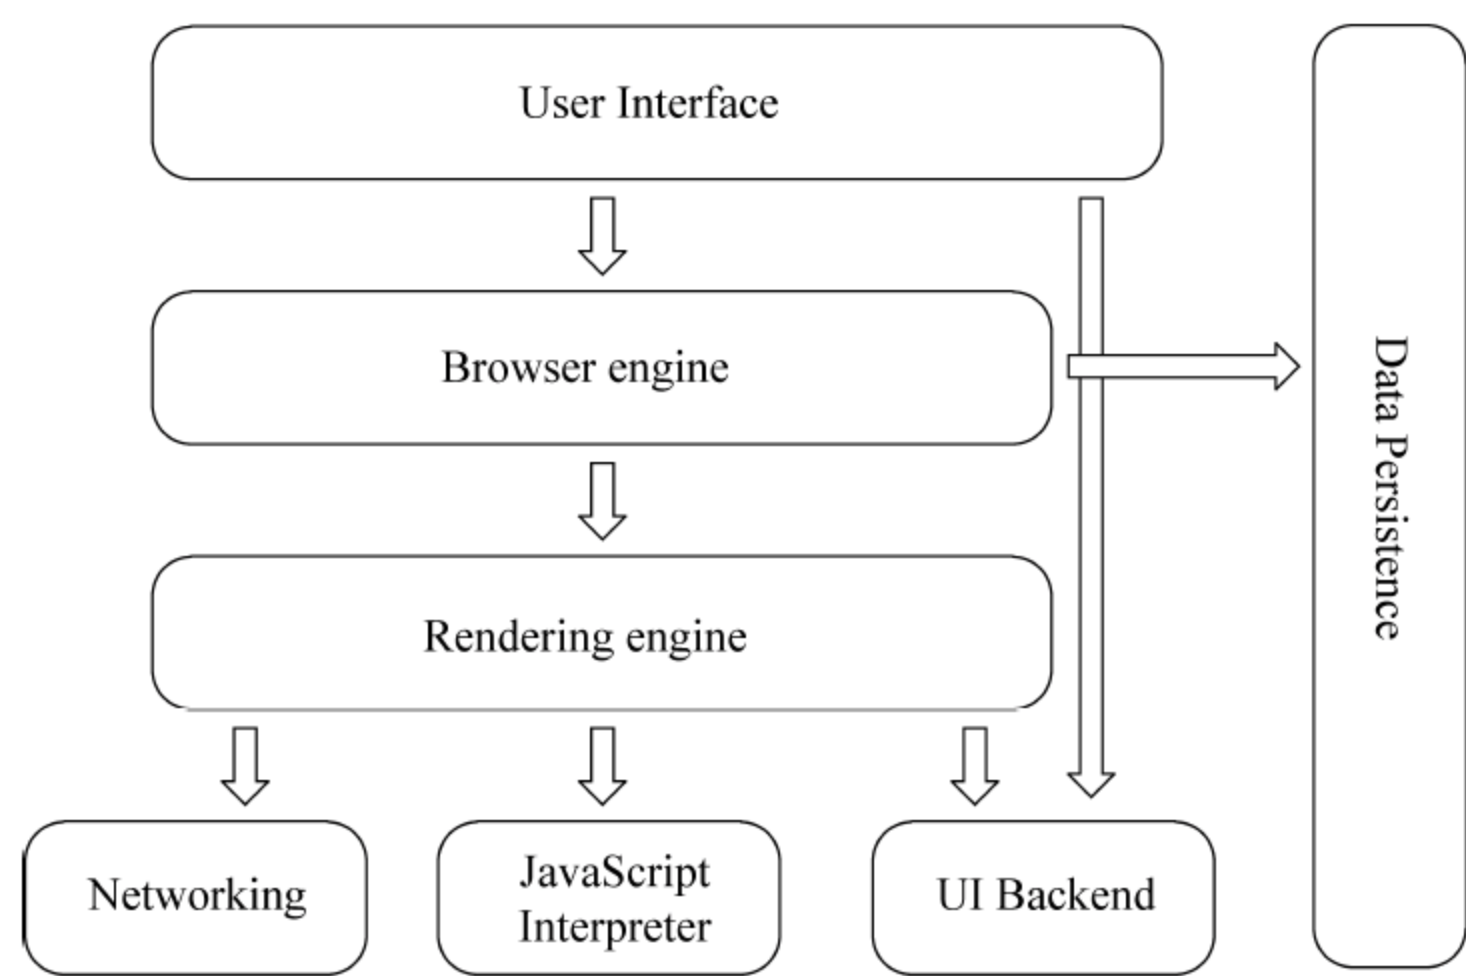 User Interface
Browser engine
Data Persistence
Rendering engine
Networking
JavaScript
Interpreter
UI Backend